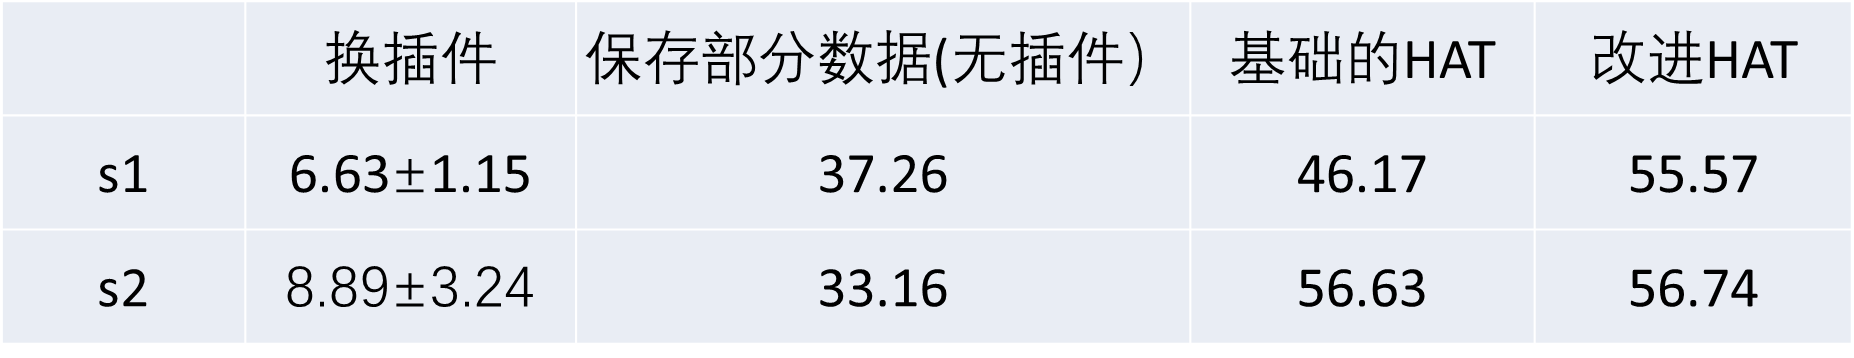 换插件 保存部分数据(无插件） 基础的HAT 改进HAT
s1 6.63±1.15 37.26 46.17 55.57
s2 8.89±3.24 33.16 56.63 56.74